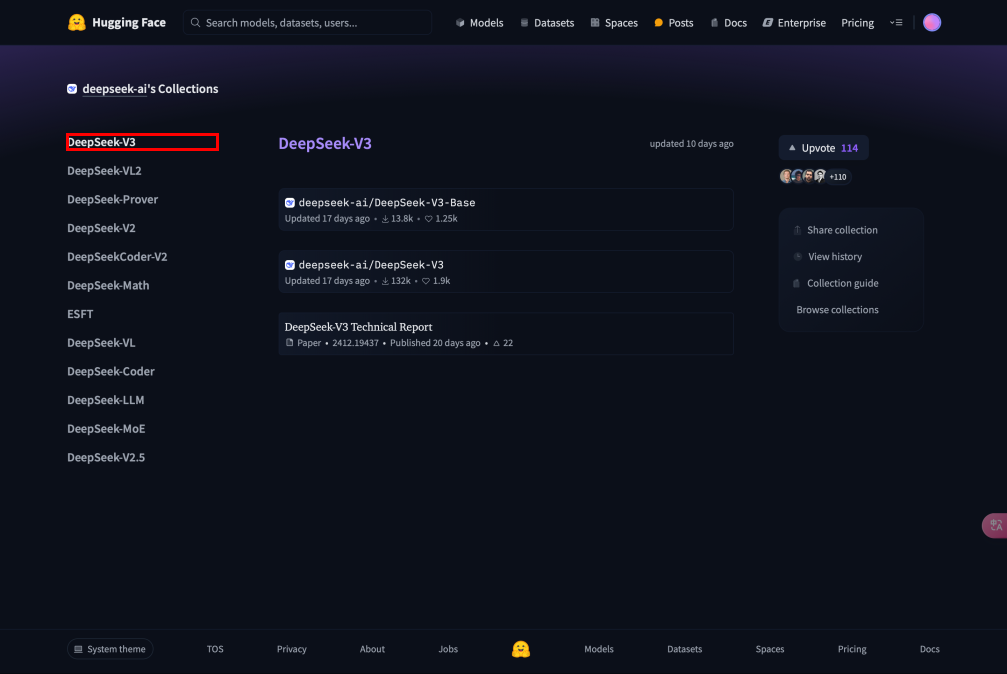 Hugging Face
Search models, datasets, users...
Models
Datasets
Spaces
Posts
Docs
Enterprise
Pricing
deepseek-ai's Collections
DeepSeek-V3
DeepSeek-VL2
DeepSeek-Prover
DeepSeek-V2
DeepSeekCoder-V2
DeepSeek-Math
ESFT
DeepSeek-VL
DeepSeek-Coder
DeepSeek-LLM
DeepSeek-MoE
DeepSeek-V2.5
DeepSeek-V3
updated 10 days ago
deepseek-ai/DeepSeek-V3-Base
Updated 17 days ago • 13.8k • 1.25k
deepseek-ai/DeepSeek-V3
Updated 17 days ago • 132k • 1.9k
DeepSeek-V3 Technical Report
Paper • 2412.19437 • Published 20 days ago • 22
Upvote 114
+110
Share collection
View history
Collection guide
Browse collections
System theme
TOS
Privacy
About
Jobs
Models
Datasets
Spaces
Pricing
Docs